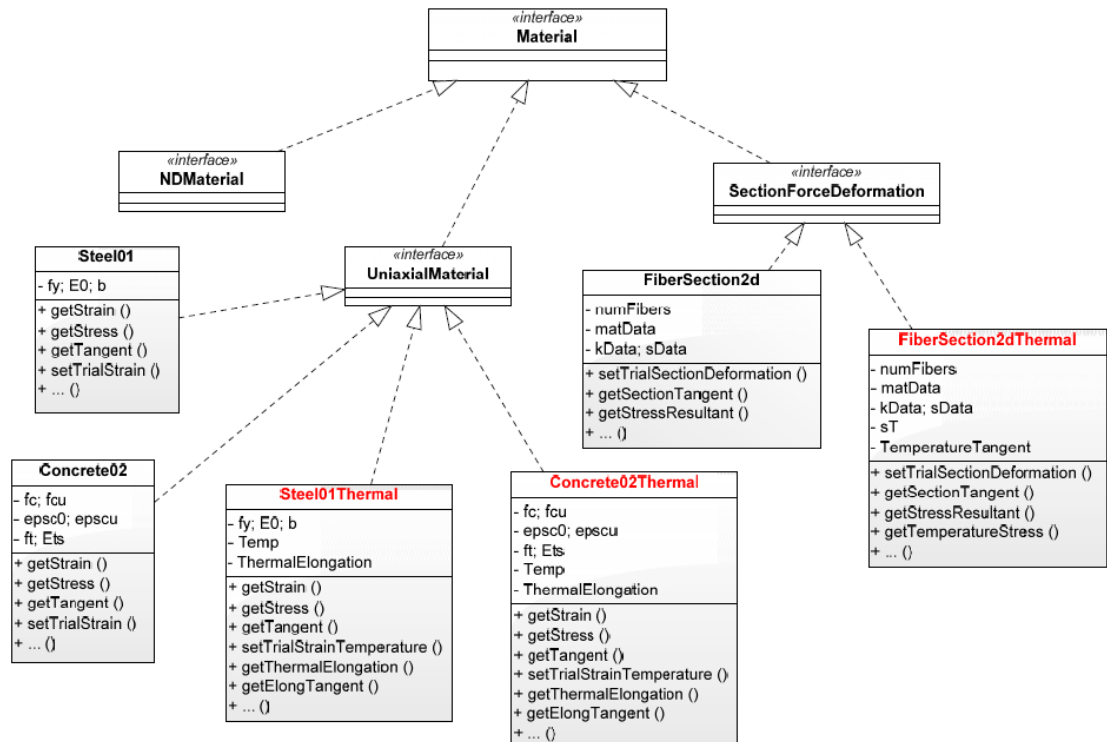 «interface»
Material
«interface»
NDMaterial
«interface»
SectionForceDeformation
Steel01
- fy; E0; b
+ getStrain ()
+ getStress ()
+ getTangent ()
+ setTrialStrain ()
+ ... ()
«interface»
UniaxialMaterial
FiberSection2d
- numFibers
- matData
- kData; sData
+ setTrialSectionDeformation ()
+ getSectionTangent ()
+ getStressResultant ()
+ ... ()
FiberSection2dThermal
- numFibers
- matData
- kData; sData
- sT
- TemperatureTangent
+ setTrialSectionDeformation ()
+ getSectionTangent ()
+ getStressResultant ()
+ getTemperatureStress ()
+ ... ()
Concrete02
- fc; fcu
- epsc0; epscu
- ft; Ets
+ getStrain ()
+ getStress ()
+ getTangent ()
+ setTrialStrain ()
+ ... ()
Steel01Thermal
- fy; E0; b
- Temp
- ThermalElongation
+ getStrain ()
+ getStress ()
+ getTangent ()
+ setTrialStrainTemperature ()
+ getThermalElongation ()
+ getElongTangent ()
+ ... ()
Concrete02Thermal
- fc; fcu
- epsc0; epscu
- ft; Ets
- Temp
- ThermalElongation
+ getStrain ()
+ getStress ()
+ getTangent ()
+ setTrialStrainTemperature ()
+ getThermalElongation ()
+ getElongTangent ()
+ ... ()